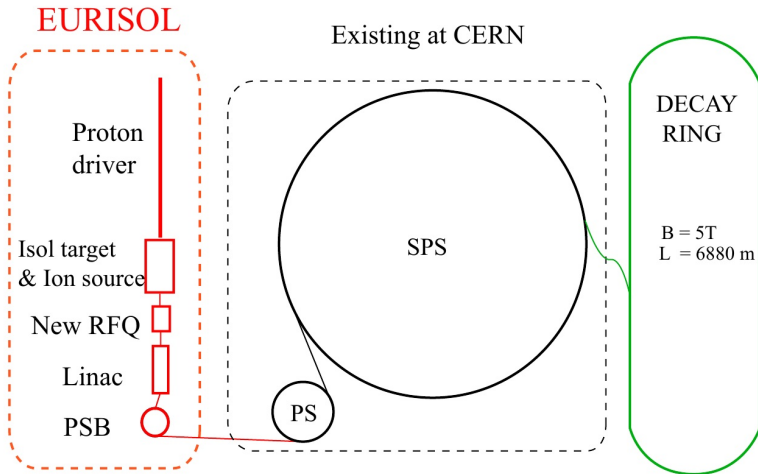 EURISOL
Existing at CERN
Proton
driver
Isol target
& Ion source
New RFQ
Linac
PSB
PS
SPS
DECAY
RING
B = 5T
L = 6880 m